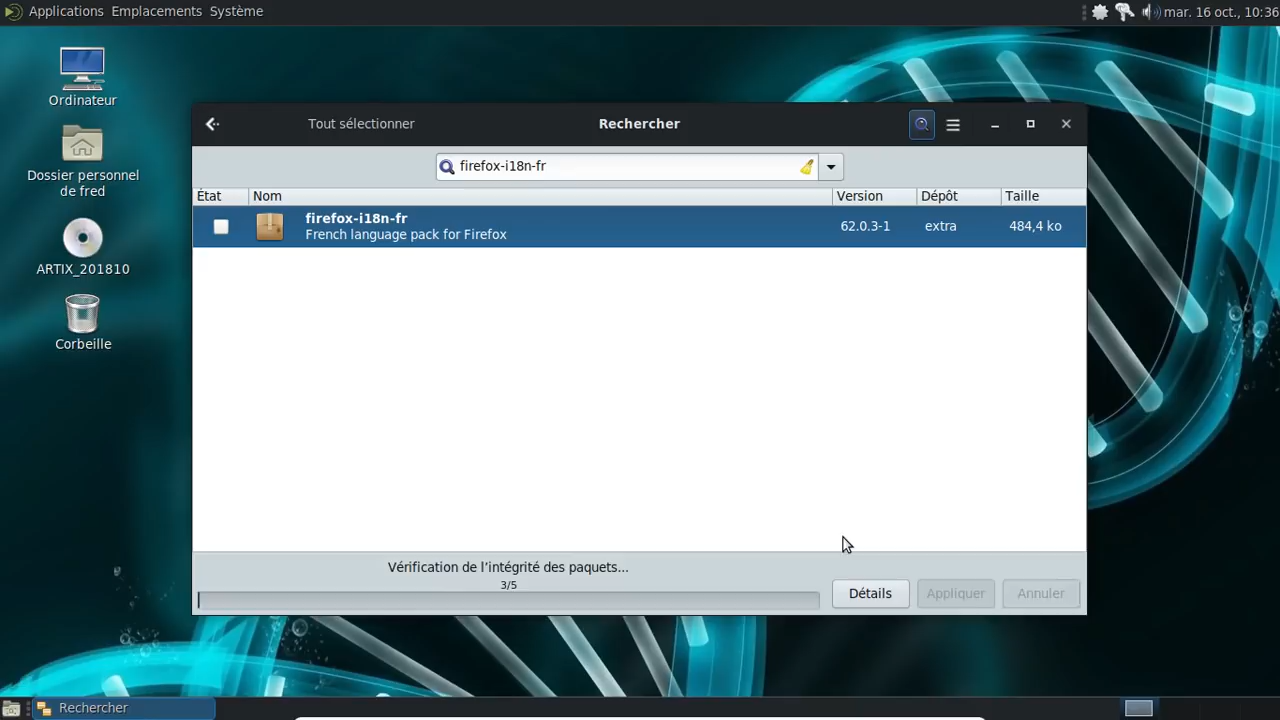 Applications Emplacements Système
mar. 16 oct., 10:36
Ordinateur
Dossier personnel
de fred
ARTIX_201810
Corbeille
Tout sélectionner
Rechercher
firefox-i18n-fr
État Nom Version Dépôt Taille
firefox-i18n-fr
French language pack for Firefox
62.0.3-1 extra 484,4 ko
Vérification de l’intégrité des paquets...
3/5
Détails Appliquer Annuler
Rechercher